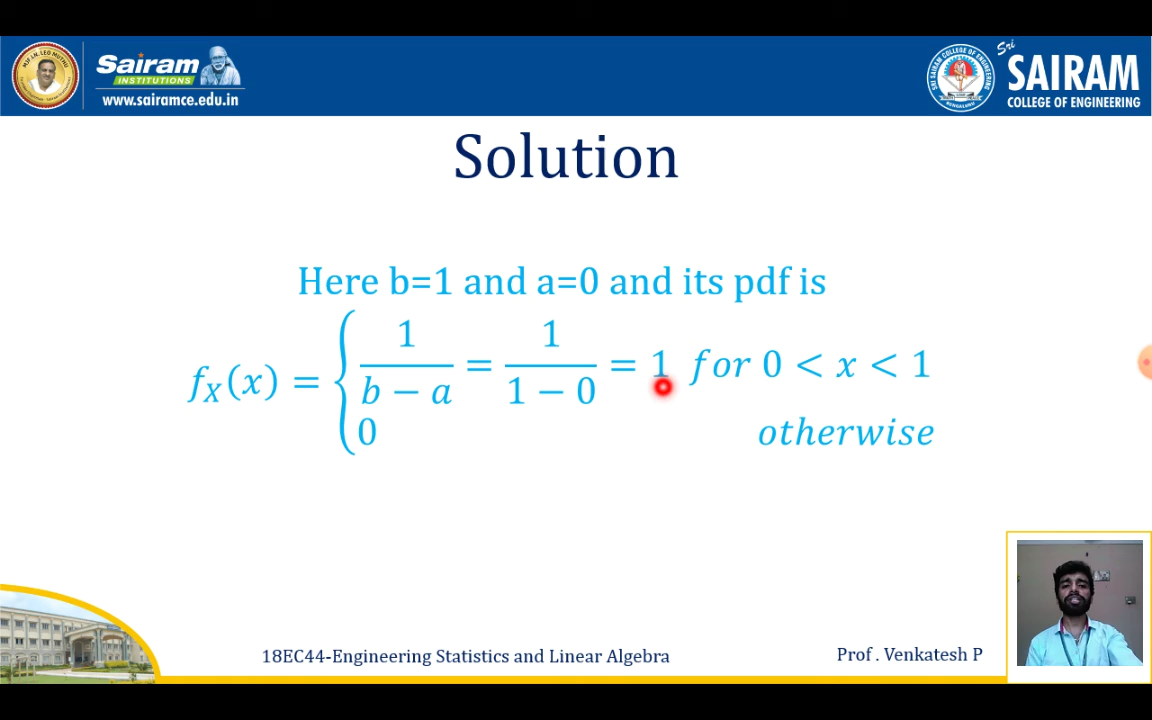 Sairam
INSTITUTIONS
www.sairamce.edu.in
Sri
SAIRAM
COLLEGE OF ENGINEERING
Solution
Here b=1 and a=0 and its pdf is
f_X(x) = { 1/(b − a) = 1/(1 − 0) = 1 for 0 < x < 1
0 otherwise
18EC44-Engineering Statistics and Linear Algebra
Prof . Venkatesh P